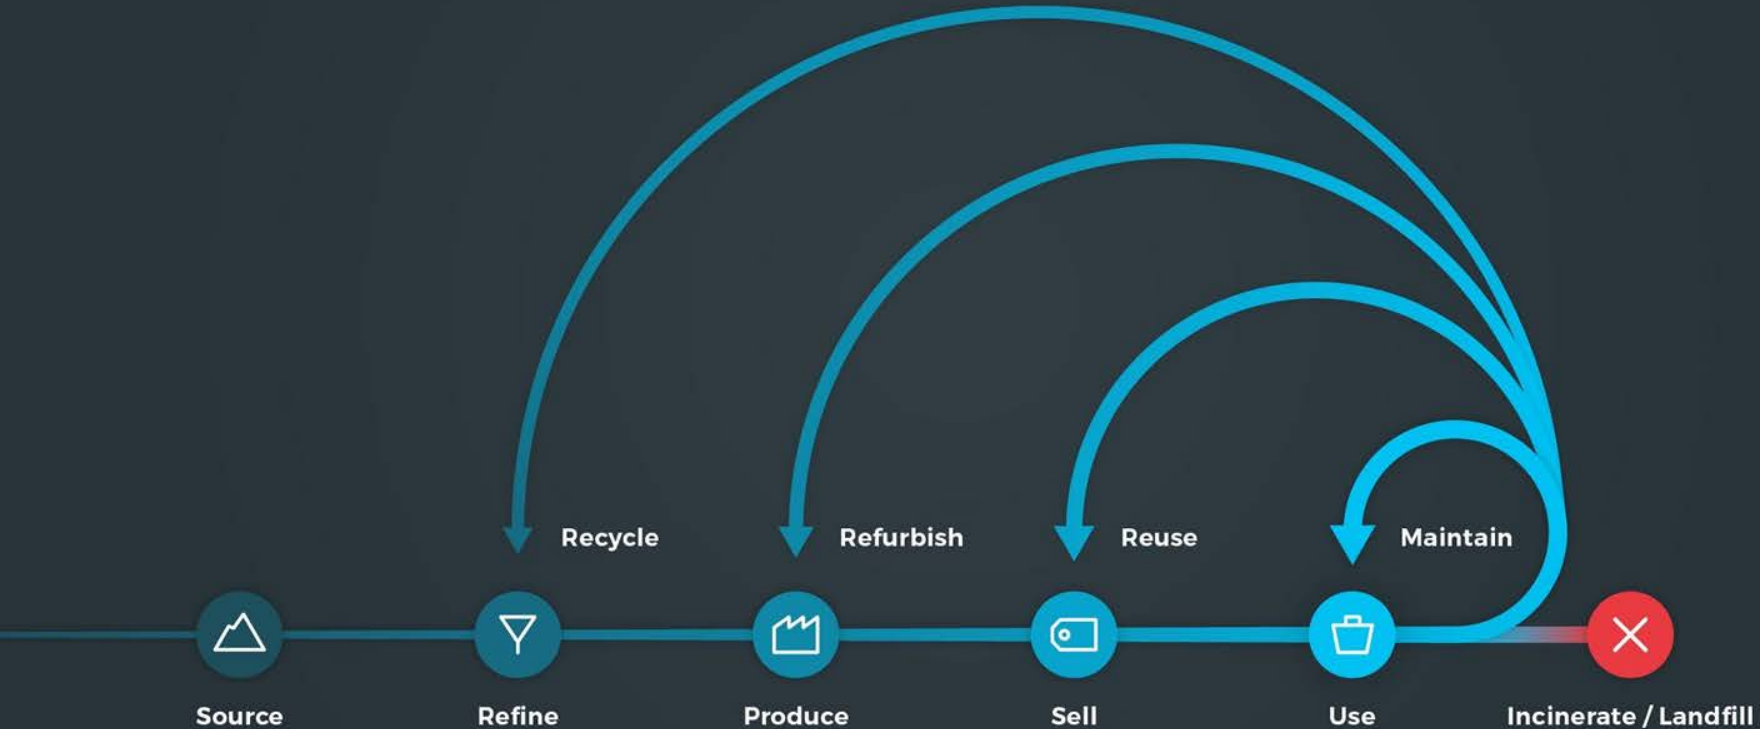 Recycle
Refurbish
Reuse
Maintain
Source
Refine
Produce
Sell
Use
Incinerate / Landfill